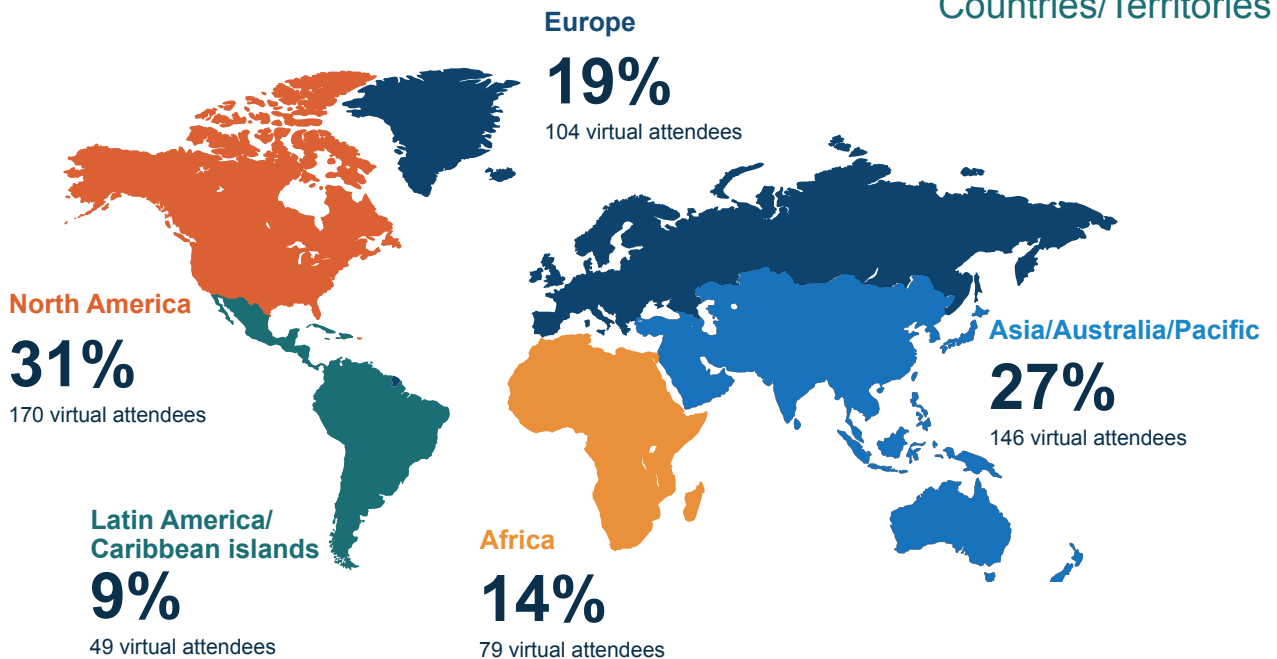 Countries/Territories
Europe
19%
104 virtual attendees
North America
31%
170 virtual attendees
Asia/Australia/Pacific
27%
146 virtual attendees
Latin America/
Caribbean islands
9%
49 virtual attendees
Africa
14%
79 virtual attendees